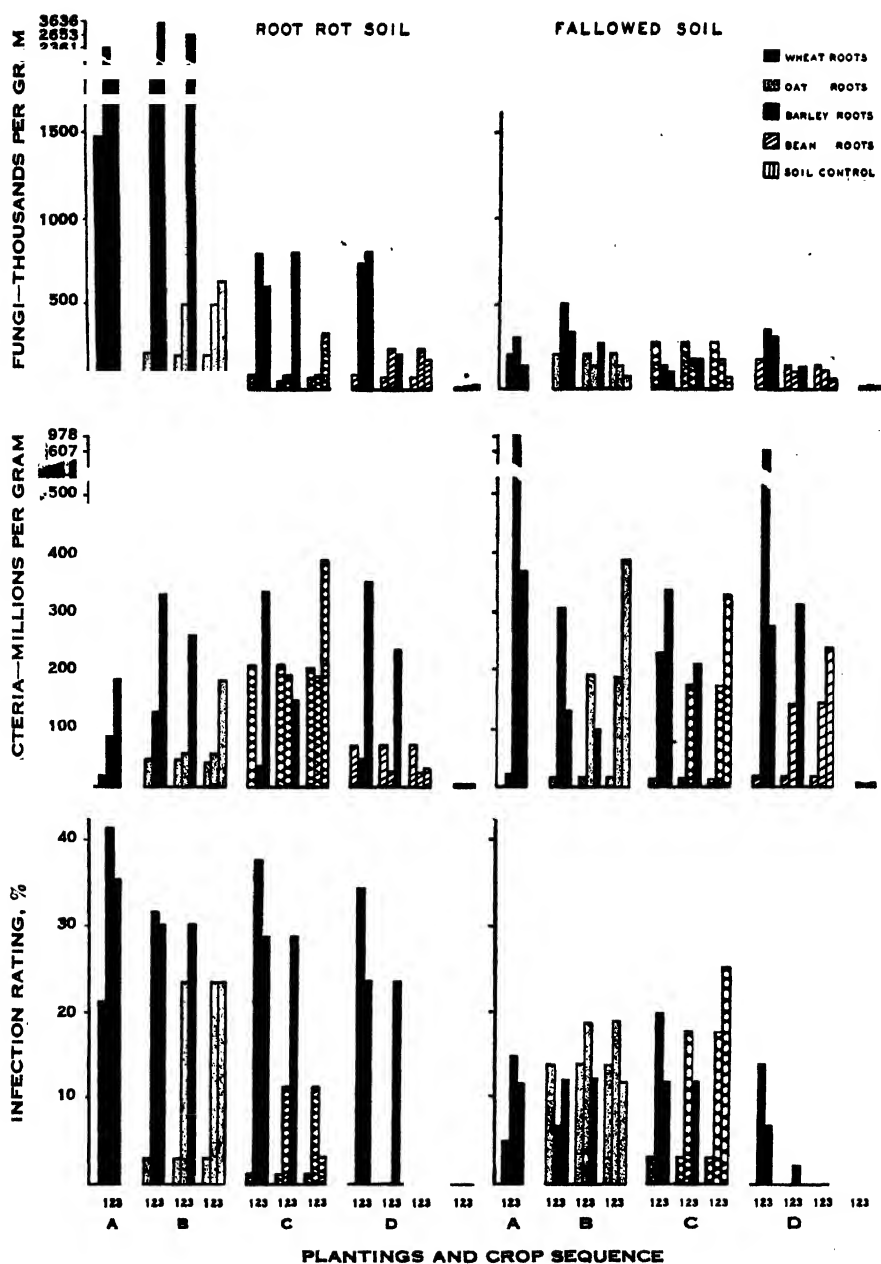 ROOT ROT SOIL
FALLOWED SOIL
WHEAT ROOTS
OAT ROOTS
BARLEY ROOTS
BEAN ROOTS
SOIL CONTROL
FUNGI—THOUSANDS PER GR M
3636
2653
1500
1000
500
CTERIA—MILLIONS PER GRAM
978
607
500
400
300
200
100
INFECTION RATING, %
40
30
20
10
123 123 123 123 123 123 123 123 123 123 123
123 123 123 123 123 123 123 123 123 123 123
A B C D A B C D
PLANTINGS AND CROP SEQUENCE